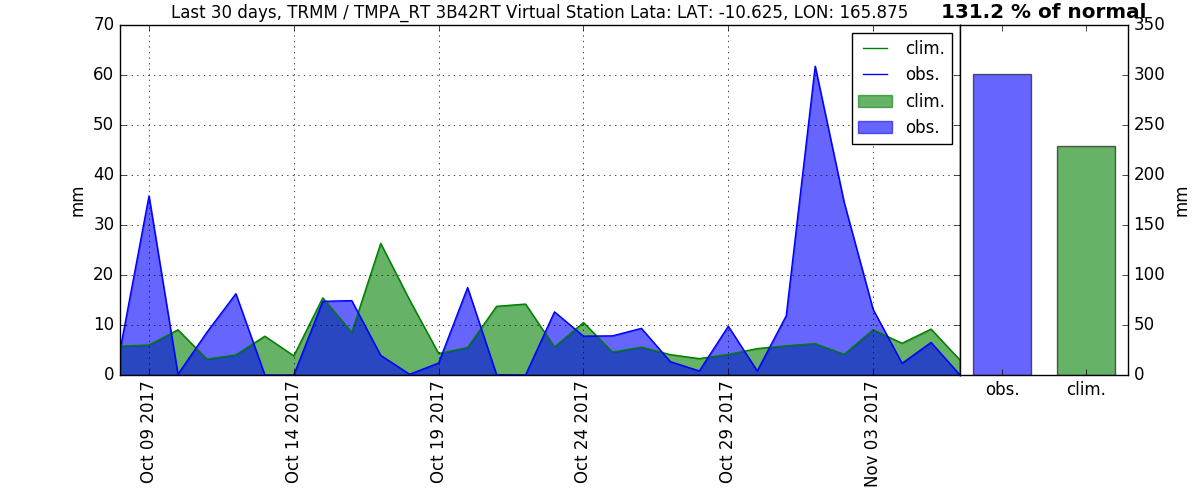 Last 30 days, TRMM / TMPA_RT 3B42RT Virtual Station Lata: LAT: -10.625, LON: 165.875
131.2 % of normal
70
60
50
40
30
20
10
0
mm
clim.
obs.
clim.
obs.
350
300
250
200
150
100
50
0
mm
Oct 09 2017
Oct 14 2017
Oct 19 2017
Oct 24 2017
Oct 29 2017
Nov 03 2017
obs.
clim.